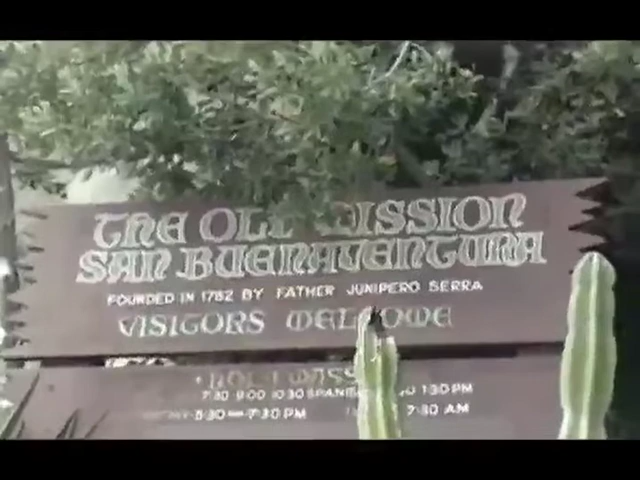 THE OLD MISSION
SAN BUENAVENTURA
FOUNDED IN 1782 BY FATHER JUNIPERO SERRA
VISITORS WELCOME
7:30 9:00 10:30 SPANISH 1:30 PM
5:30 7:30 PM 7:30 AM